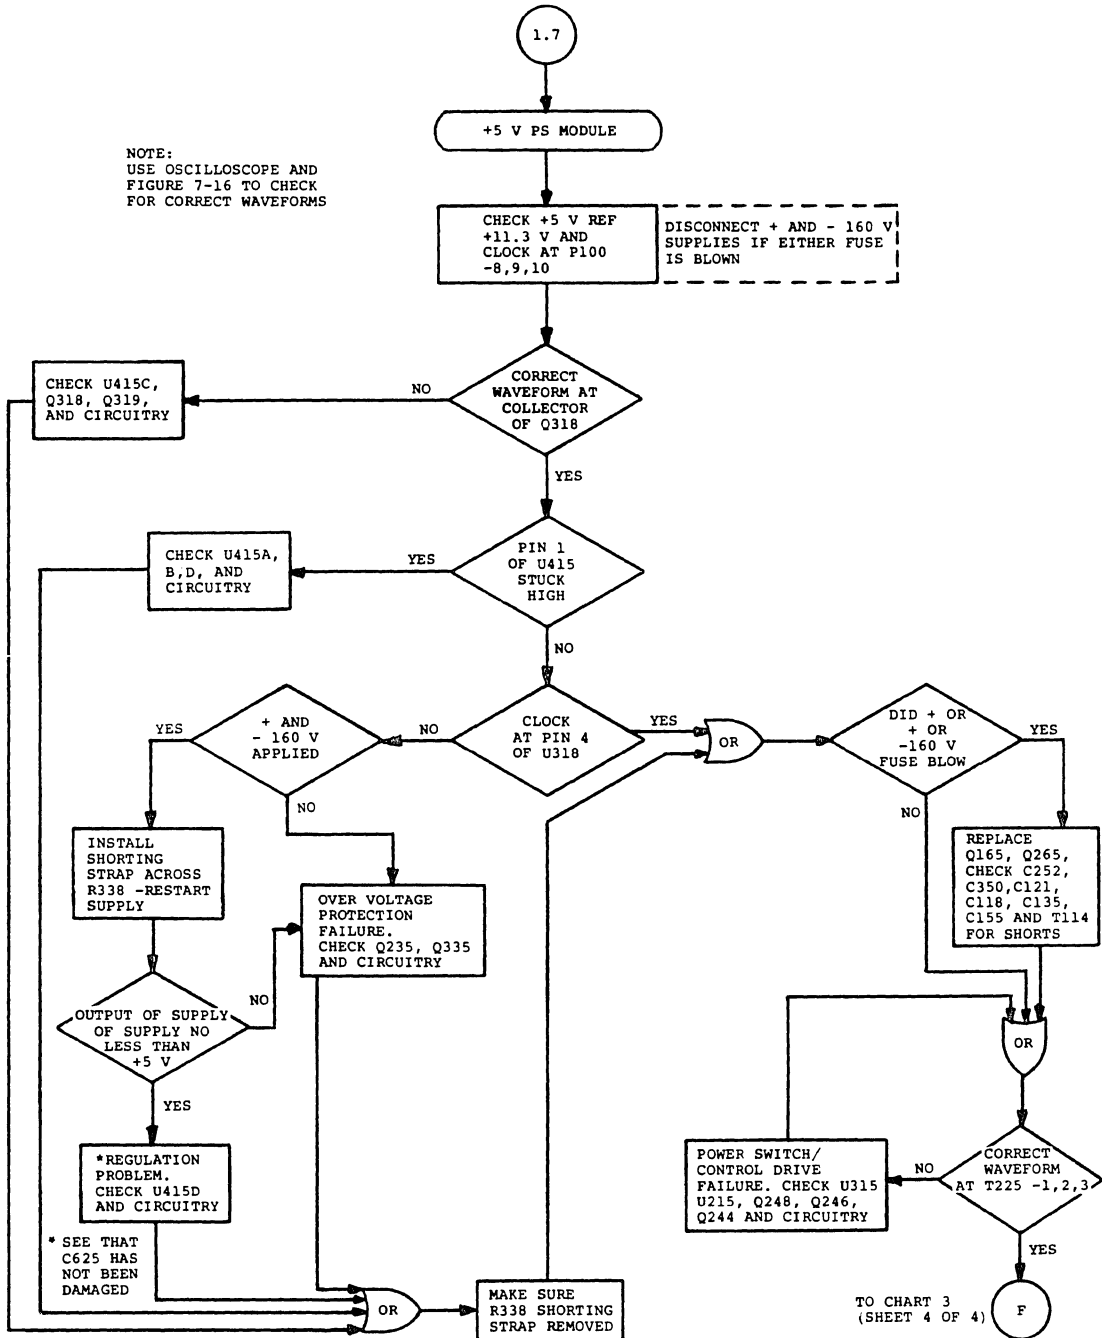 1.7
+5 V PS MODULE
NOTE:
USE OSCILLOSCOPE AND
FIGURE 7-16 TO CHECK
FOR CORRECT WAVEFORMS
CHECK +5 V REF
+11.3 V AND
CLOCK AT P100
-8,9,10
DISCONNECT + AND - 160 V
SUPPLIES IF EITHER FUSE
IS BLOWN
CORRECT
WAVEFORM AT
COLLECTOR
OF Q318
NO
CHECK U415C,
Q318, Q319,
AND CIRCUITRY
YES
PIN 1
OF U415
STUCK
HIGH
YES
CHECK U415A,
B,D, AND
CIRCUITRY
NO
CLOCK
AT PIN 4
OF U318
NO
YES
+ AND
- 160 V
APPLIED
YES
NO
OR
DID + OR
+ OR
-160 V
FUSE BLOW
YES
NO
INSTALL
SHORTING
STRAP ACROSS
R338 -RESTART
SUPPLY
OVER VOLTAGE
PROTECTION
FAILURE.
CHECK Q235, Q335
AND CIRCUITRY
REPLACE
Q165, Q265,
CHECK C252,
C350,C121,
C118, C135,
C155 AND T114
FOR SHORTS
OUTPUT OF SUPPLY
OF SUPPLY NO
LESS THAN
+5 V
NO
YES
OR
*REGULATION
PROBLEM.
CHECK U415D
AND CIRCUITRY
* SEE THAT
C625 HAS
NOT BEEN
DAMAGED
POWER SWITCH/
CONTROL DRIVE
FAILURE. CHECK U315
U215, Q248, Q246,
Q244 AND CIRCUITRY
NO
CORRECT
WAVEFORM
AT T225 -1,2,3
YES
OR
MAKE SURE
R338 SHORTING
STRAP REMOVED
TO CHART 3
(SHEET 4 OF 4)
F